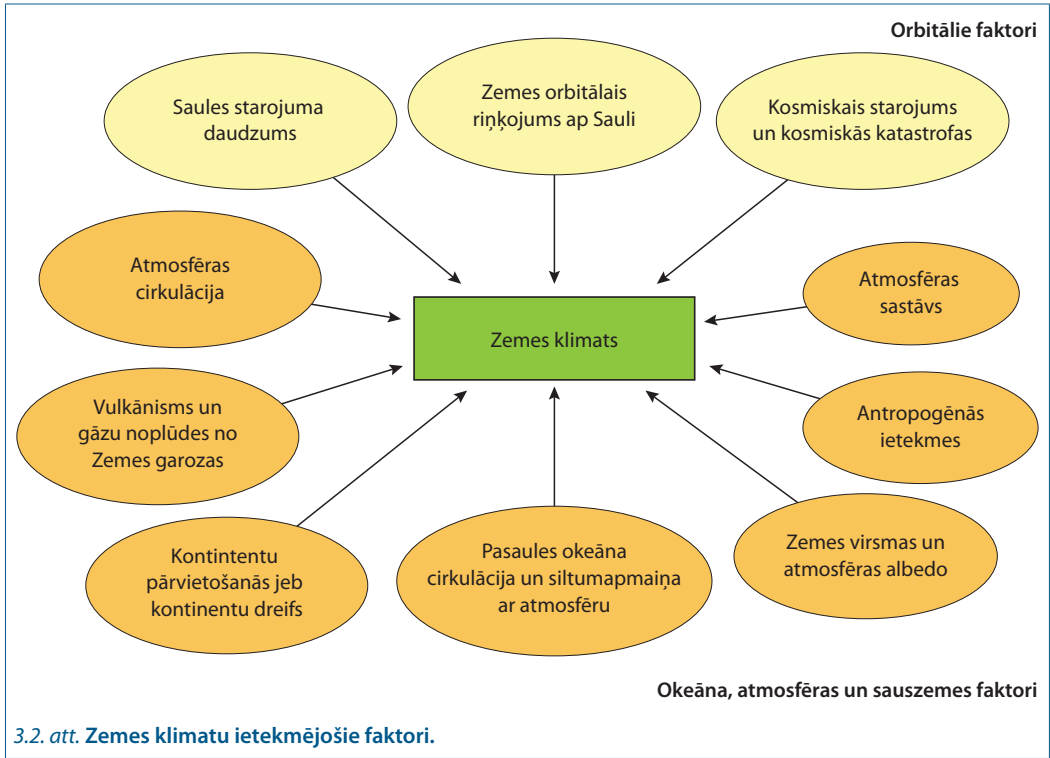 Orbitālie faktori
Saules starojuma
daudzums
Zemes orbitālais
riņķojums ap Sauli
Kosmiskais starojums
un kosmiskās katastrofas
Atmosfēras
cirkulācija
Atmosfēras
sastāvs
Zemes klimats
Vulkānisms un
gāzu noplūdes no
Zemes garozas
Antropogēnās
ietekmes
Kontintentu
pārvietošanās jeb
kontinentu dreifs
Pasaules okeāna
cirkulācija un siltumapmaiņa
ar atmosfēru
Zemes virsmas un
atmosfēras albedo
Okeāna, atmosfēras un sauszemes faktori
3.2. att. Zemes klimatu ietekmējošie faktori.